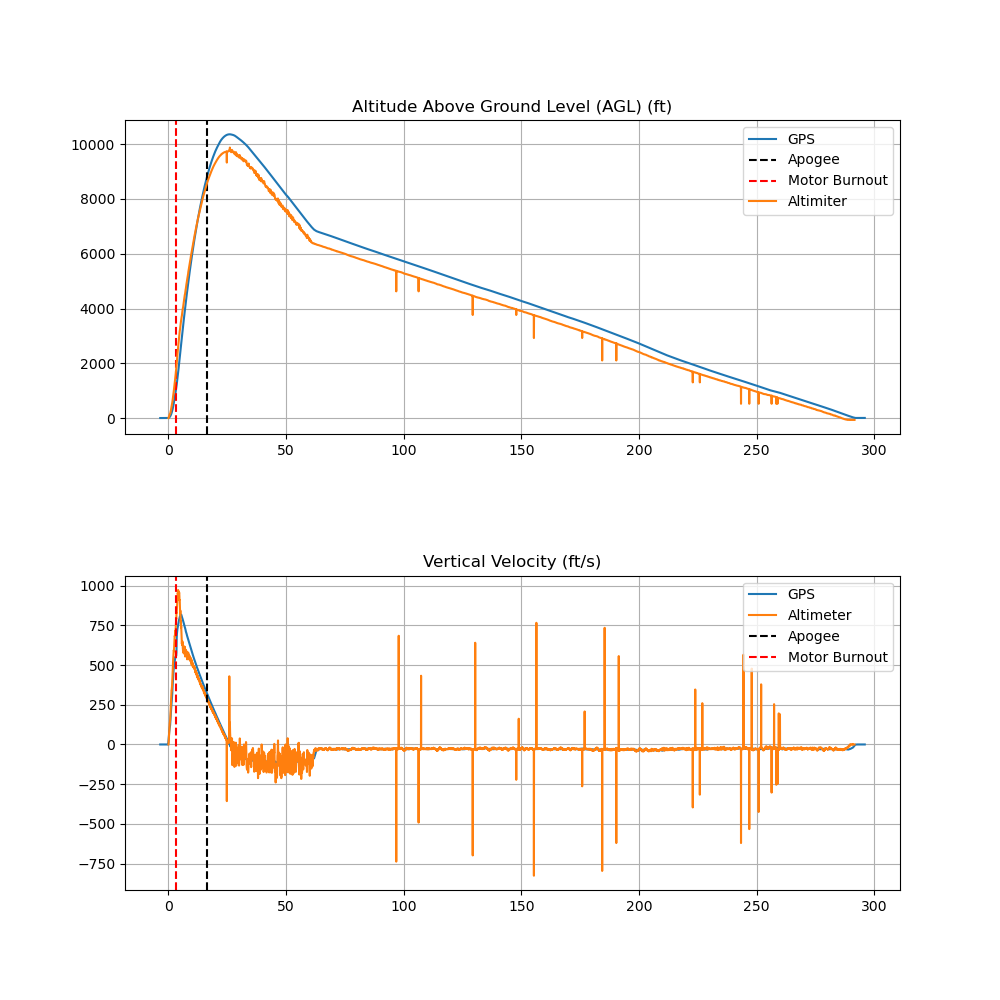 Altitude Above Ground Level (AGL) (ft)
10000
8000
6000
4000
2000
0
GPS
Apogee
Motor Burnout
Altimiter
0 50 100 150 200 250 300
Vertical Velocity (ft/s)
1000
750
500
250
0
−250
−500
−750
GPS
Altimeter
Apogee
Motor Burnout
0 50 100 150 200 250 300